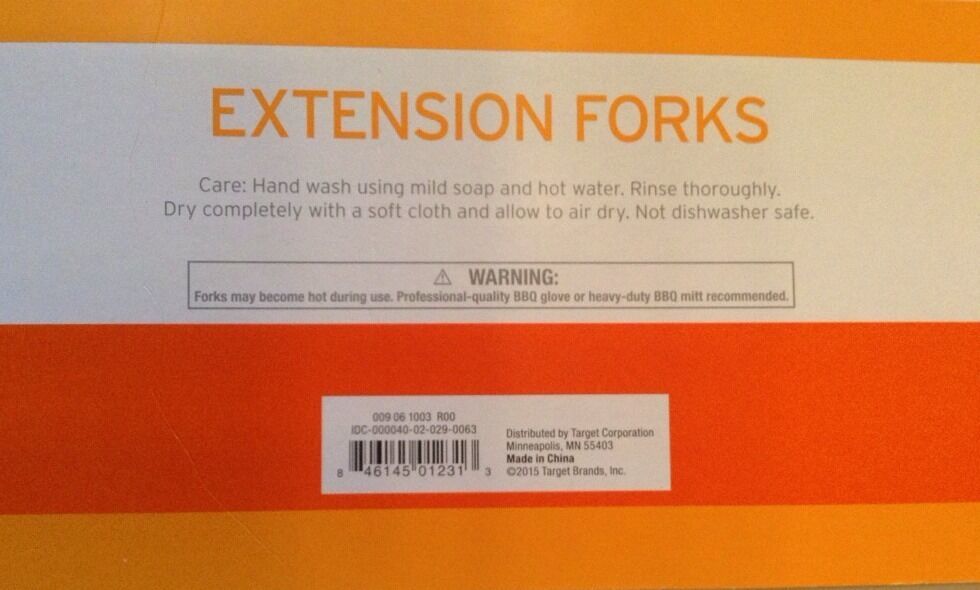 EXTENSION FORKS
Care: Hand wash using mild soap and hot water. Rinse thoroughly.
Dry completely with a soft cloth and allow to air dry. Not dishwasher safe.
⚠ WARNING:
Forks may become hot during use. Professional-quality BBQ glove or heavy-duty BBQ mitt recommended.
009 06 1003 R00
IDC-000040-02-029-0063
8 46145 01231 3
Distributed by Target Corporation
Minneapolis, MN 55403
Made in China
©2015 Target Brands, Inc.